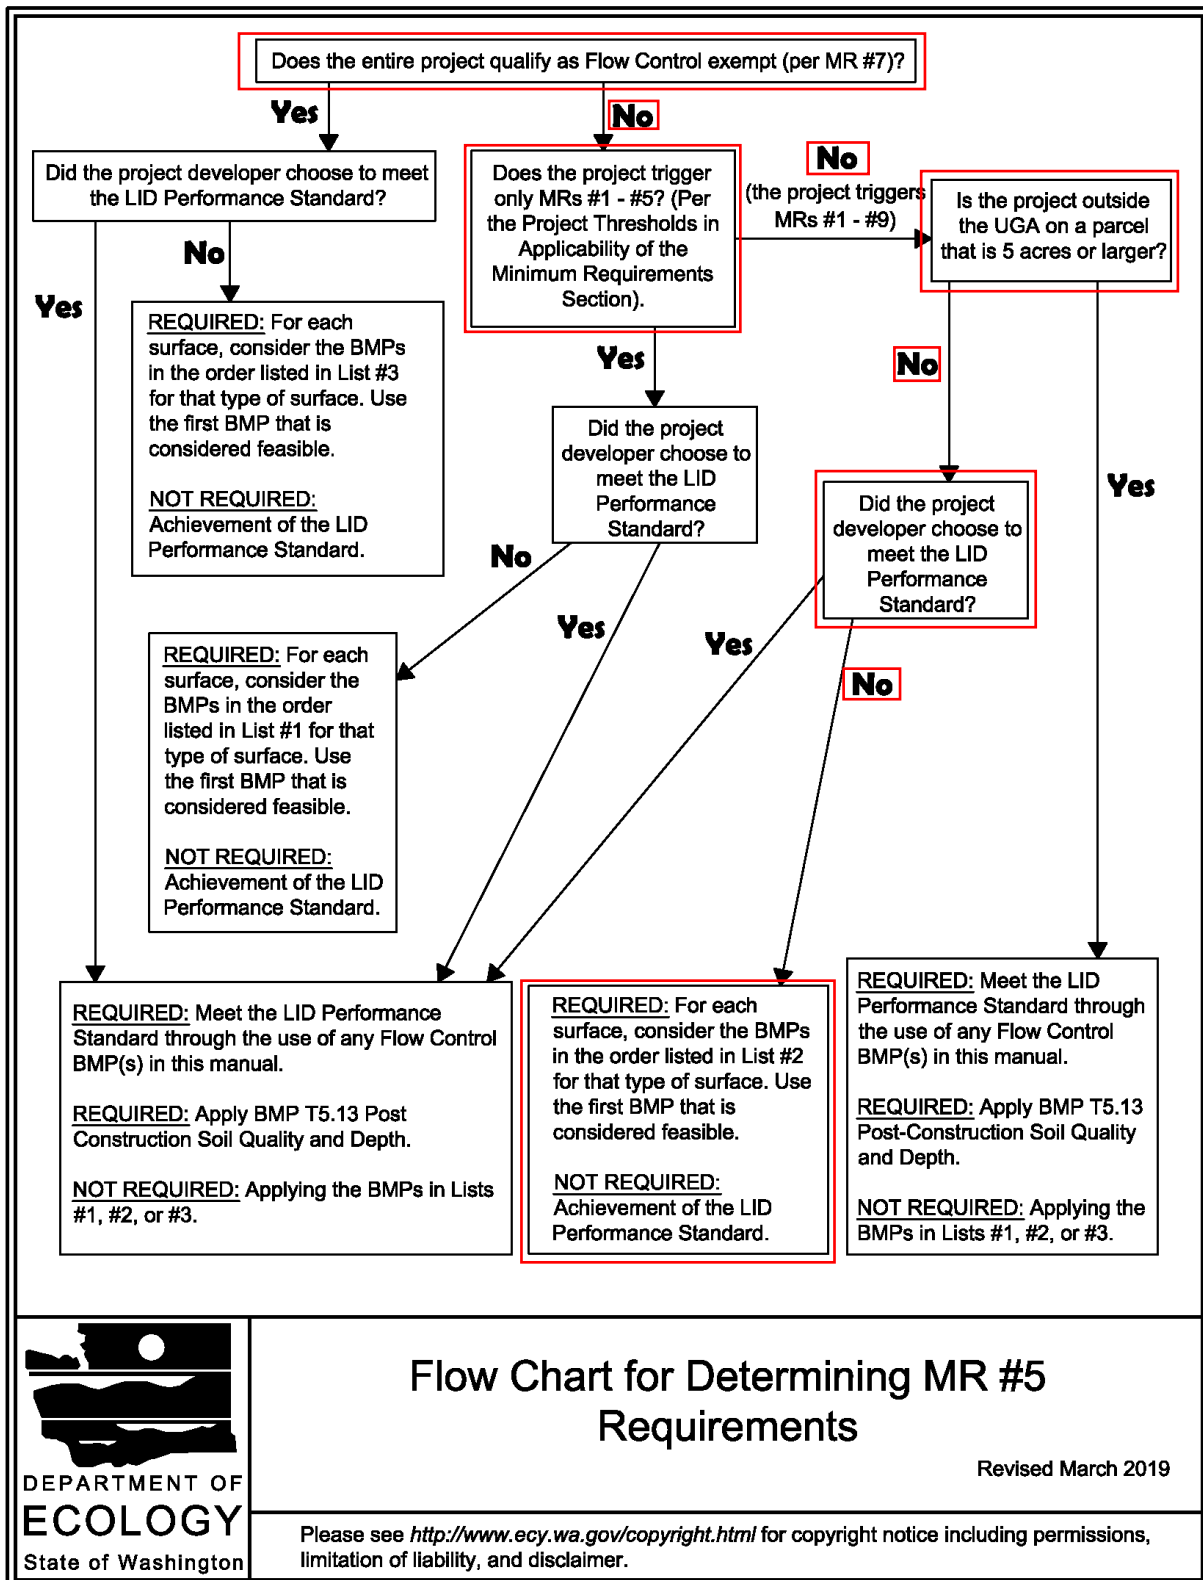 Does the entire project qualify as Flow Control exempt (per MR #7)?
Yes
No
Did the project developer choose to meet
the LID Performance Standard?
Does the project trigger
only MRs #1 - #5? (Per
the Project Thresholds in
Applicability of the
Minimum Requirements
Section).
No
(the project triggers
MRs #1 - #9)
Is the project outside
the UGA on a parcel
that is 5 acres or larger?
No
Yes
REQUIRED: For each
surface, consider the BMPs
in the order listed in List #3
for that type of surface. Use
the first BMP that is
considered feasible.
NOT REQUIRED:
Achievement of the LID
Performance Standard.
Yes
Did the project
developer choose to
meet the LID
Performance
Standard?
No
Yes
Did the project
developer choose to
meet the LID
Performance
Standard?
No
Yes
Yes
No
REQUIRED: For each
surface, consider the
BMPs in the order
listed in List #1 for that
type of surface. Use
the first BMP that is
considered feasible.
NOT REQUIRED:
Achievement of the LID
Performance Standard.
REQUIRED: Meet the LID Performance
Standard through the use of any Flow Control
BMP(s) in this manual.
REQUIRED: Apply BMP T5.13 Post
Construction Soil Quality and Depth.
NOT REQUIRED: Applying the BMPs in Lists
#1, #2, or #3.
REQUIRED: For each
surface, consider the BMPs
in the order listed in List #2
for that type of surface. Use
the first BMP that is
considered feasible.
NOT REQUIRED:
Achievement of the LID
Performance Standard.
REQUIRED: Meet the LID
Performance Standard through
the use of any Flow Control
BMP(s) in this manual.
REQUIRED: Apply BMP T5.13
Post-Construction Soil Quality
and Depth.
NOT REQUIRED: Applying the
BMPs in Lists #1, #2, or #3.
DEPARTMENT OF
ECOLOGY
State of Washington
Flow Chart for Determining MR #5
Requirements
Revised March 2019
Please see http://www.ecy.wa.gov/copyright.html for copyright notice including permissions,
limitation of liability, and disclaimer.